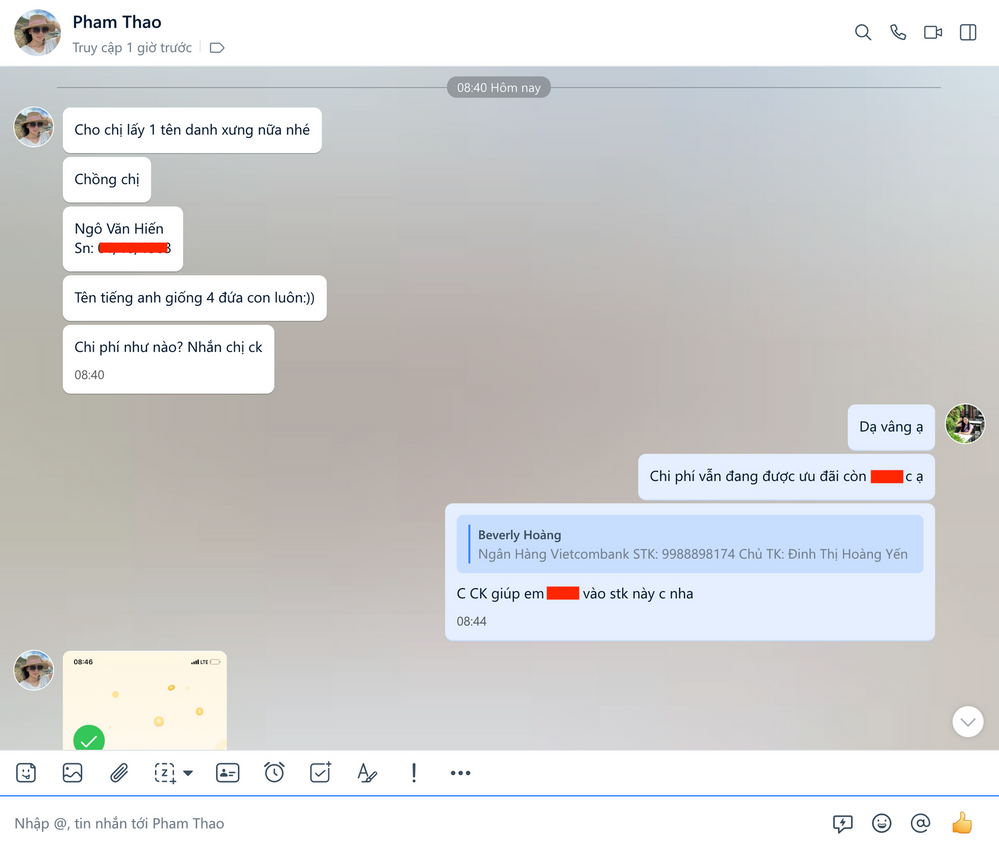 Pham Thao
Truy cập 1 giờ trước
08:40 Hôm nay
Cho chị lấy 1 tên danh xưng nữa nhé
Chồng chị
Ngô Văn Hiến
Sn:
Tên tiếng anh giống 4 đứa con luôn:))
Chi phí như nào? Nhắn chị ck
08:40
Dạ vâng ạ
Chi phí vẫn đang được ưu đãi còn c ạ
Beverly Hoàng
Ngân Hàng Vietcombank STK: 9988898174 Chủ TK: Đinh Thị Hoàng Yến
C CK giúp em vào stk này c nha
08:44
08:46
LTE
Nhập @, tin nhắn tới Pham Thao